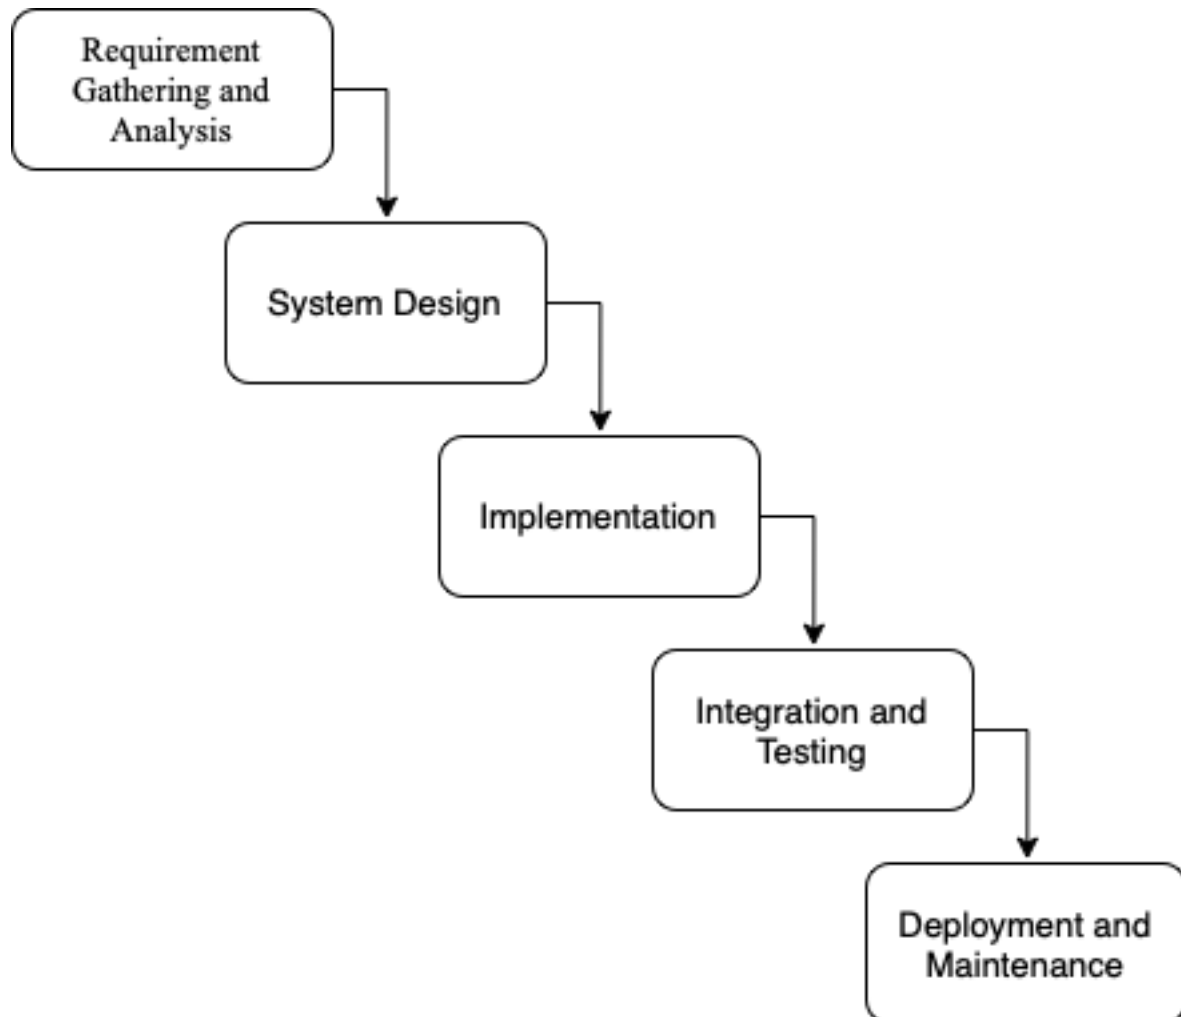 Requirement
Gathering and
Analysis
System Design
Implementation
Integration and
Testing
Deployment and
Maintenance